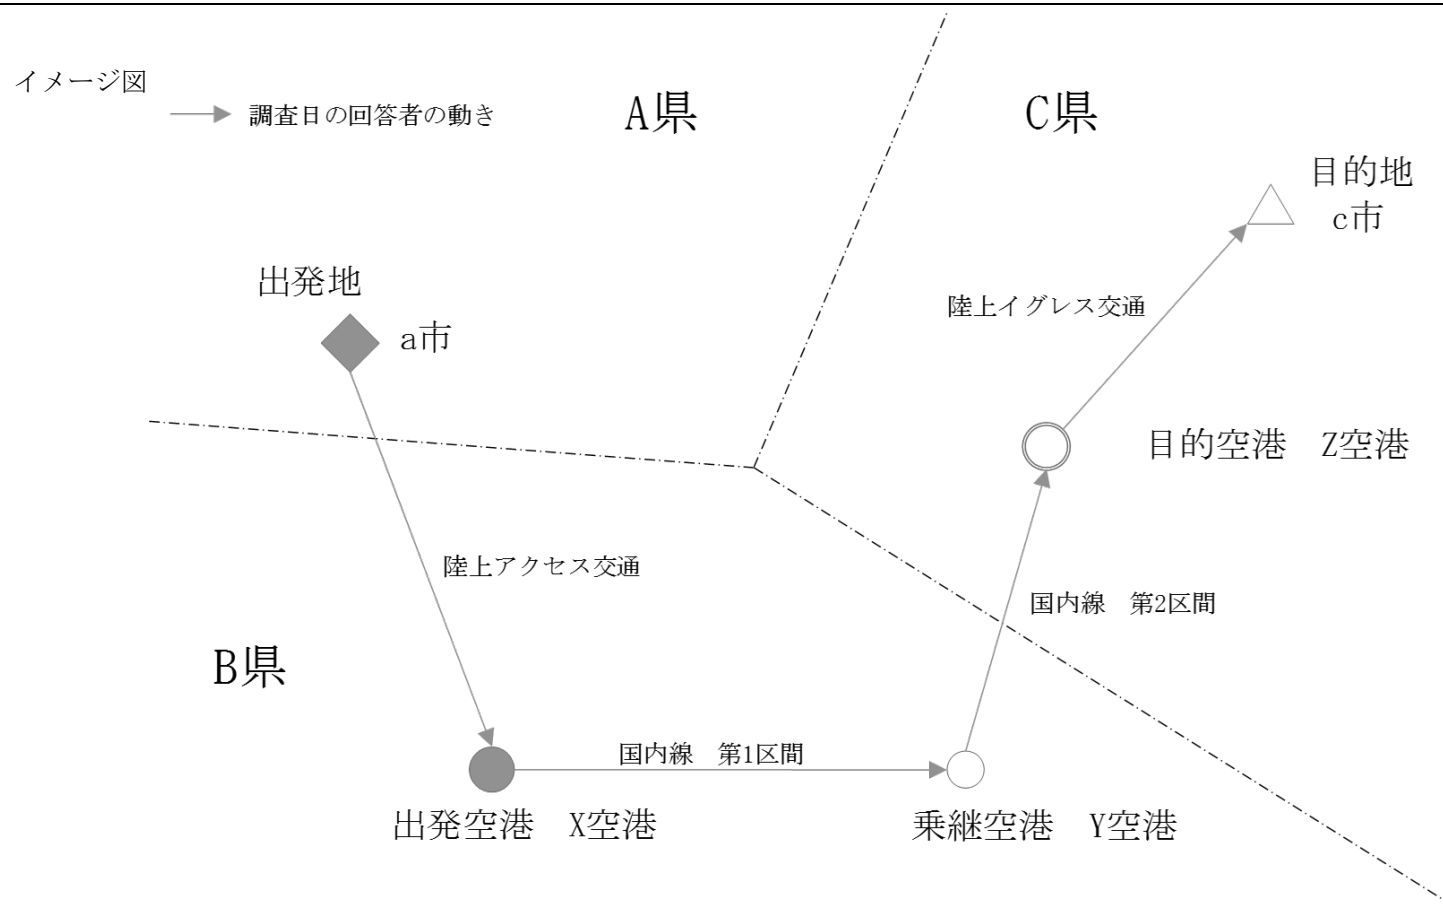 イメージ図
調査日の回答者の動き
A県
C県
目的地
c市
出発地
a市
陸上イグレス交通
目的空港　Z空港
陸上アクセス交通
国内線　第2区間
B県
国内線　第1区間
出発空港　X空港
乗継空港　Y空港